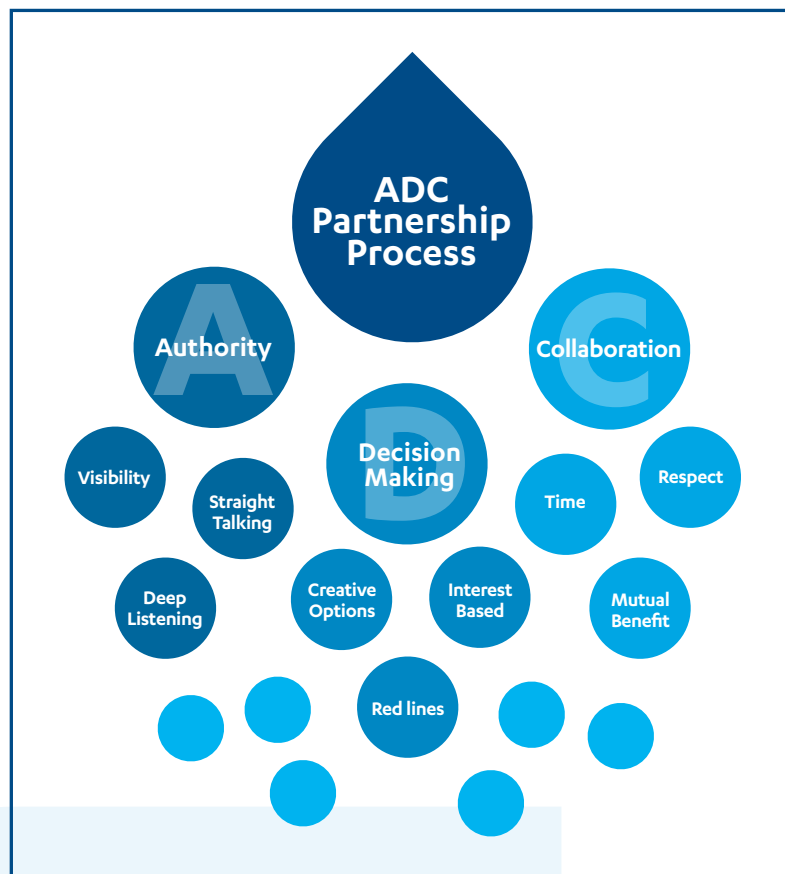 ADC
Partnership
Process
A
Authority
C
Collaboration
D
Decision
Making
Visibility
Straight
Talking
Time
Respect
Deep
Listening
Creative
Options
Interest
Based
Mutual
Benefit
Red lines